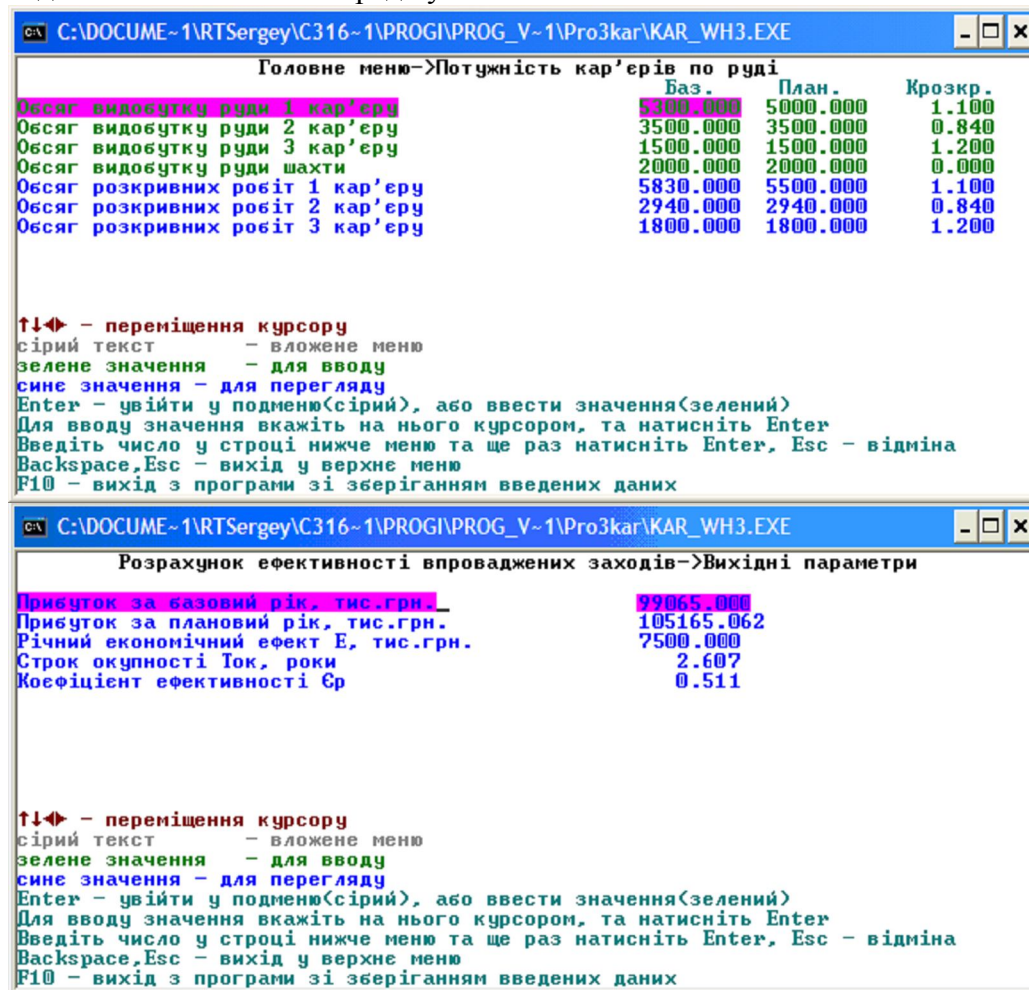 C:\DOCUME~1\RTSergey\C316~1\PROGI\PROG_V~1\Pro3kar\KAR_WH3.EXE
Головне меню–>Потужність кар'єрів по руді
Баз. План. Крозкр.
Обсяг видобутку руди 1 кар'єру 5300.000 5000.000 1.100
Обсяг видобутку руди 2 кар'єру 3500.000 3500.000 0.840
Обсяг видобутку руди 3 кар'єру 1500.000 1500.000 1.200
Обсяг видобутку руди шахти 2000.000 2000.000 0.000
Обсяг розкривних робіт 1 кар'єру 5830.000 5500.000 1.100
Обсяг розкривних робіт 2 кар'єру 2940.000 2940.000 0.840
Обсяг розкривних робіт 3 кар'єру 1800.000 1800.000 1.200
↑↓◄► – переміщення курсору
сірий текст – вложене меню
зелене значення – для вводу
синє значення – для перегляду
Enter – увійти у подменю(сірий), або ввести значення(зелений)
Для вводу значення вкажіть на нього курсором, та натисніть Enter
Введіть число у строці нижче меню та ще раз натисніть Enter, Esc – відміна
Backspace,Esc – вихід у верхнє меню
F10 – вихід з програми зі зберіганням введених даних
C:\DOCUME~1\RTSergey\C316~1\PROGI\PROG_V~1\Pro3kar\KAR_WH3.EXE
Розрахунок ефективності впроваджених заходів–>Вихідні параметри
Прибуток за базовий рік, тис.грн._ 99065.000
Прибуток за плановий рік, тис.грн. 105165.062
Річний економічний ефект Е, тис.грн. 7500.000
Строк окупності Ток, роки 2.607
Коефіцієнт ефективності Єр 0.511
↑↓◄► – переміщення курсору
сірий текст – вложене меню
зелене значення – для вводу
синє значення – для перегляду
Enter – увійти у подменю(сірий), або ввести значення(зелений)
Для вводу значення вкажіть на нього курсором, та натисніть Enter
Введіть число у строці нижче меню та ще раз натисніть Enter, Esc – відміна
Backspace,Esc – вихід у верхнє меню
F10 – вихід з програми зі зберіганням введених даних